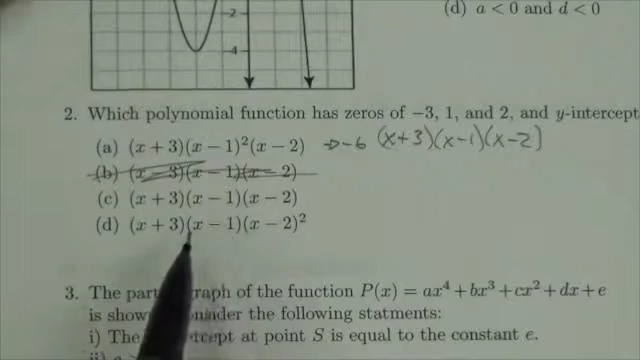 -2
(d) a < 0 and d < 0
-4
2. Which polynomial function has zeros of −3, 1, and 2, and y-intercept
(a) (x + 3)(x − 1)²(x − 2) → -6 (x+3)(x-1)(x-2)
(b) (x − 3)(x − 1)(x − 2)
(c) (x + 3)(x − 1)(x − 2)
(d) (x + 3)(x − 1)(x − 2)²
3. The part graph of the function P(x) = ax⁴ + bx³ + cx² + dx + e
is show the following statments:
i) The at point S is equal to the constant e.
ii)